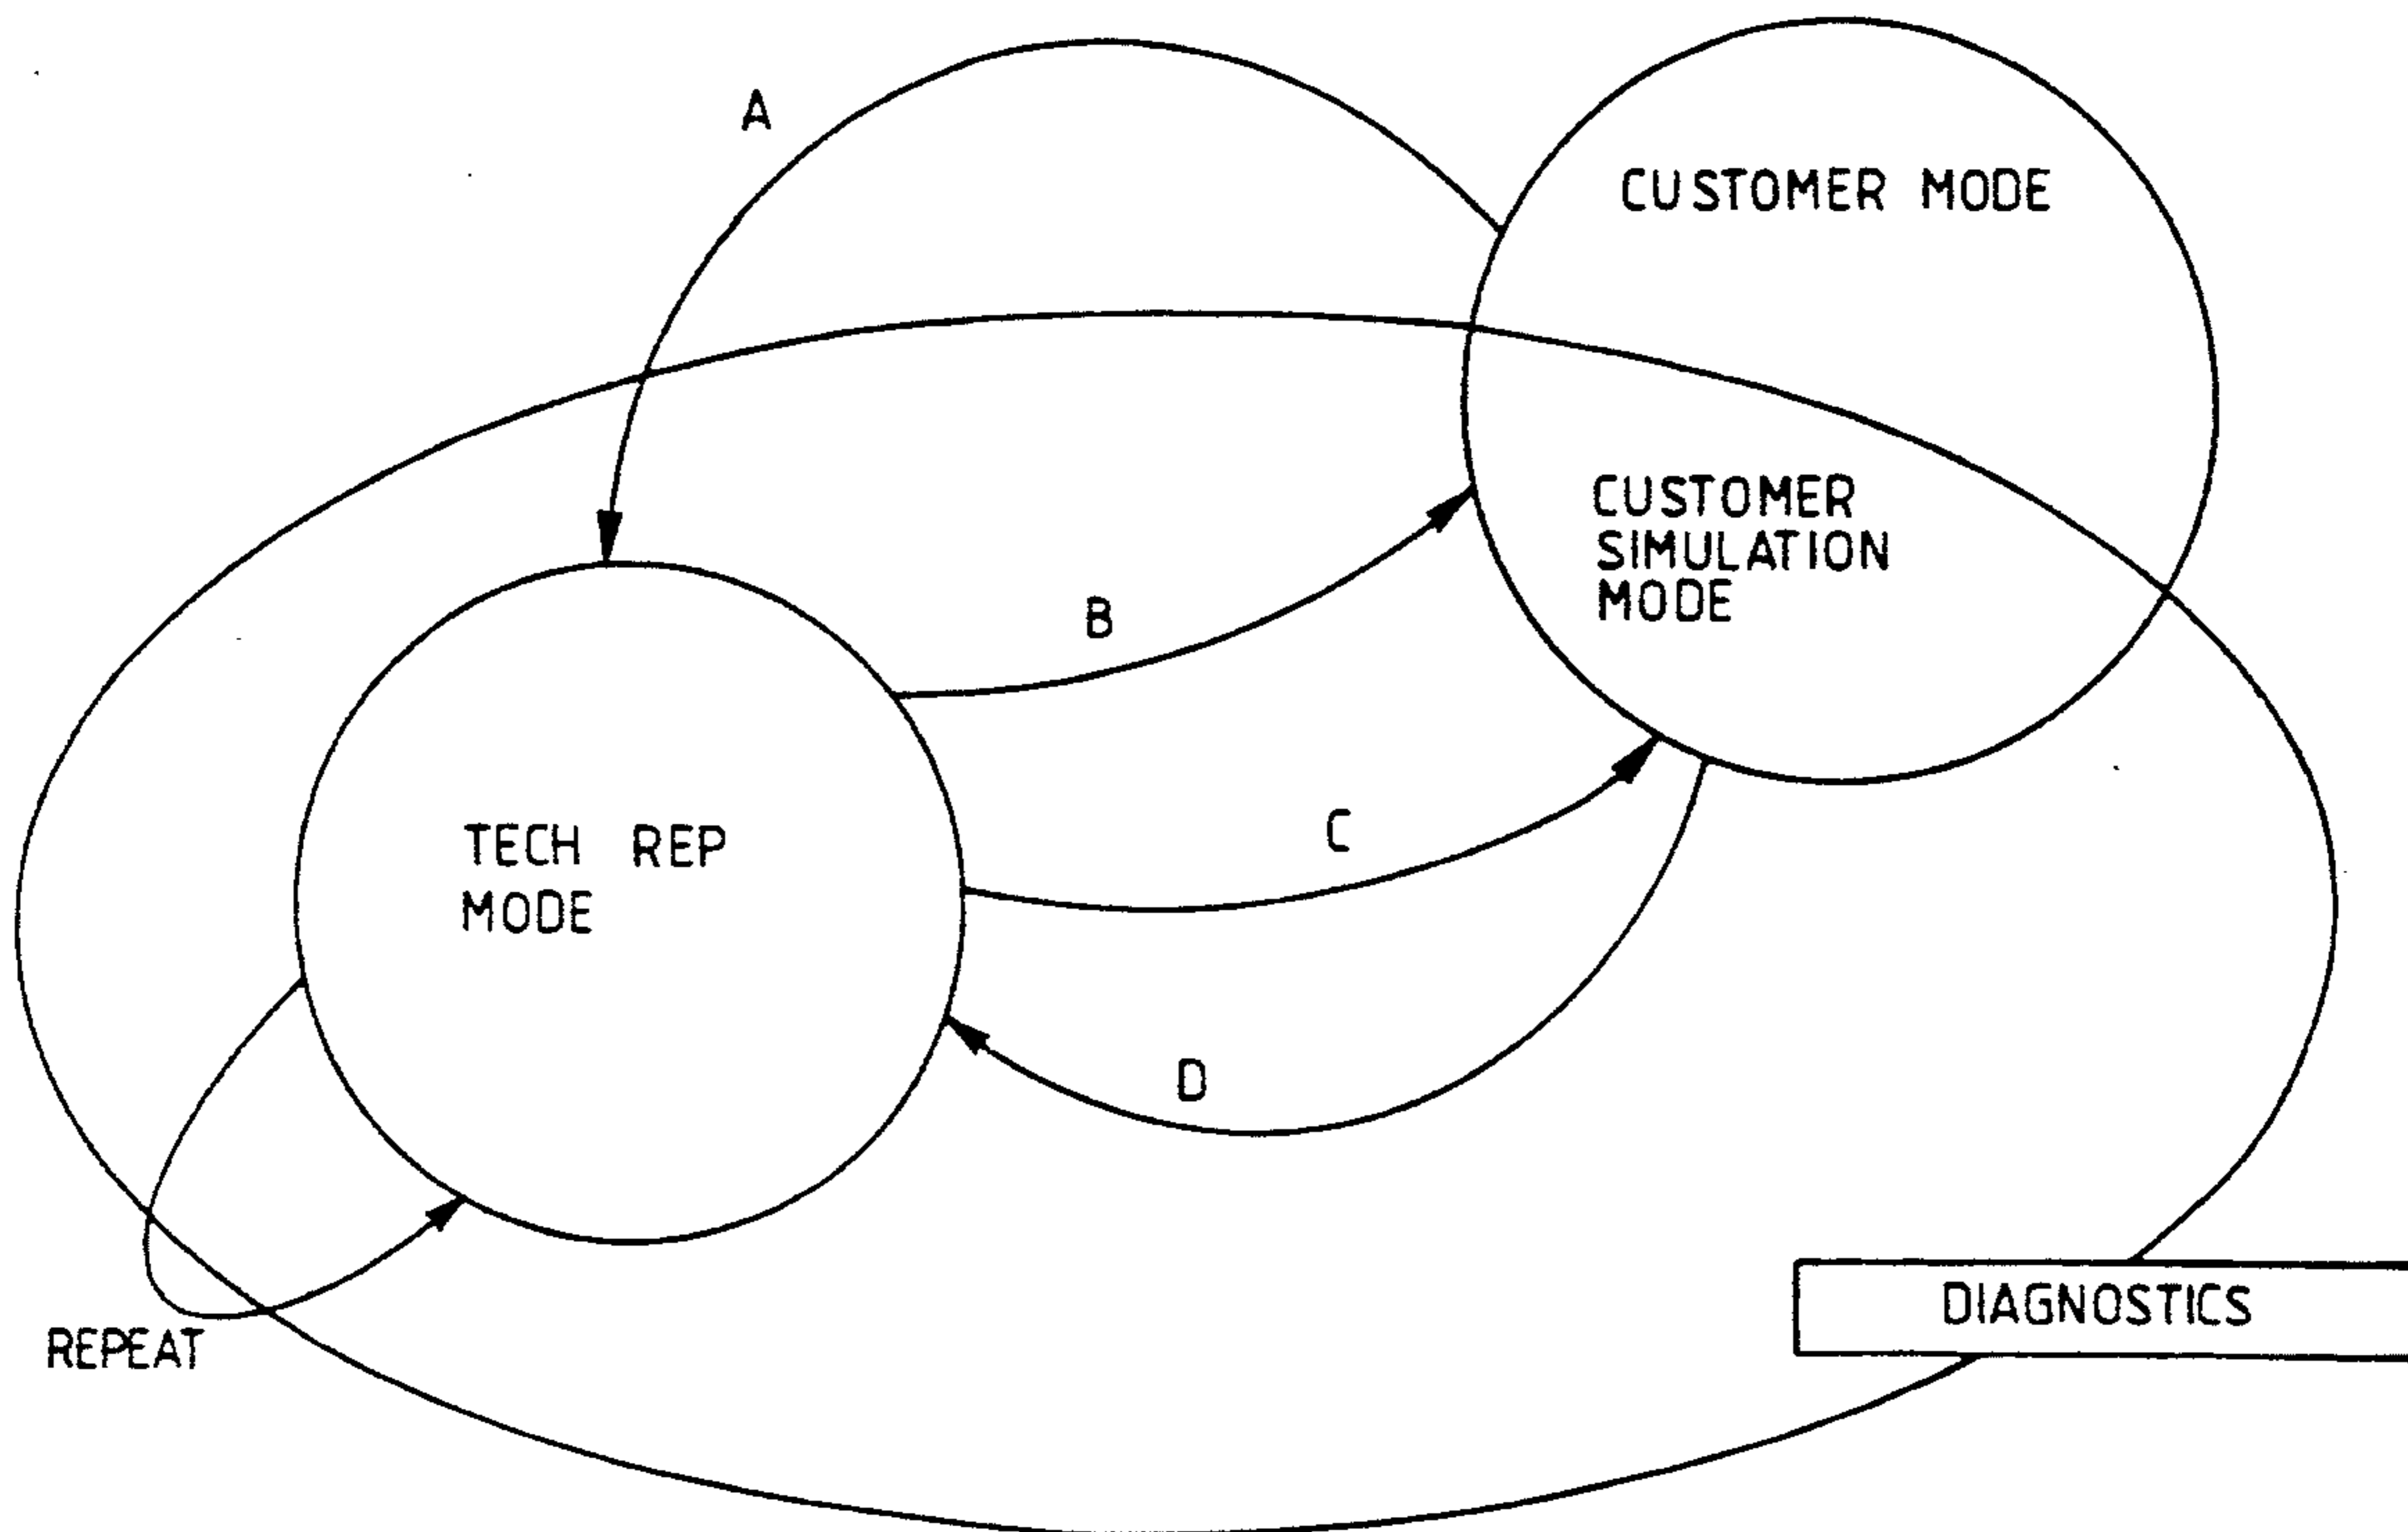 A
CUSTOMER MODE
CUSTOMER
SIMULATION
MODE
B
TECH REP
MODE
C
D
DIAGNOSTICS
REPEAT